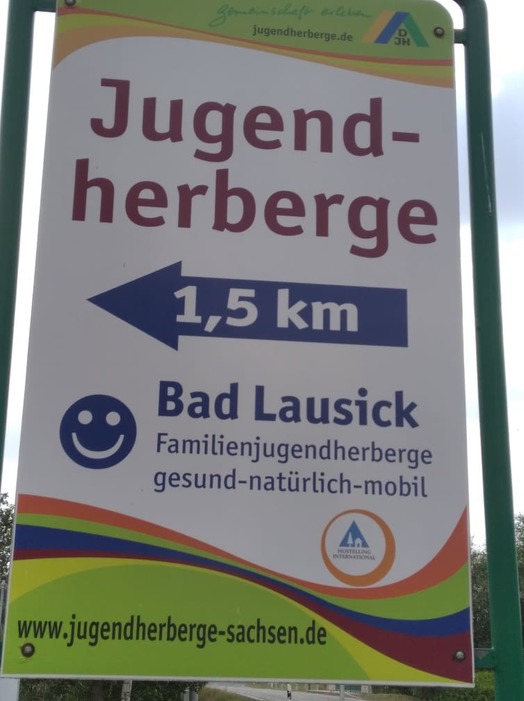 gemeinschaft erleben
jugendherberge.de
D
JH
Jugend-
herberge
1,5 km
Bad Lausick
Familienjugendherberge
gesund-natürlich-mobil
HOSTELLING
INTERNATIONAL
www.jugendherberge-sachsen.de